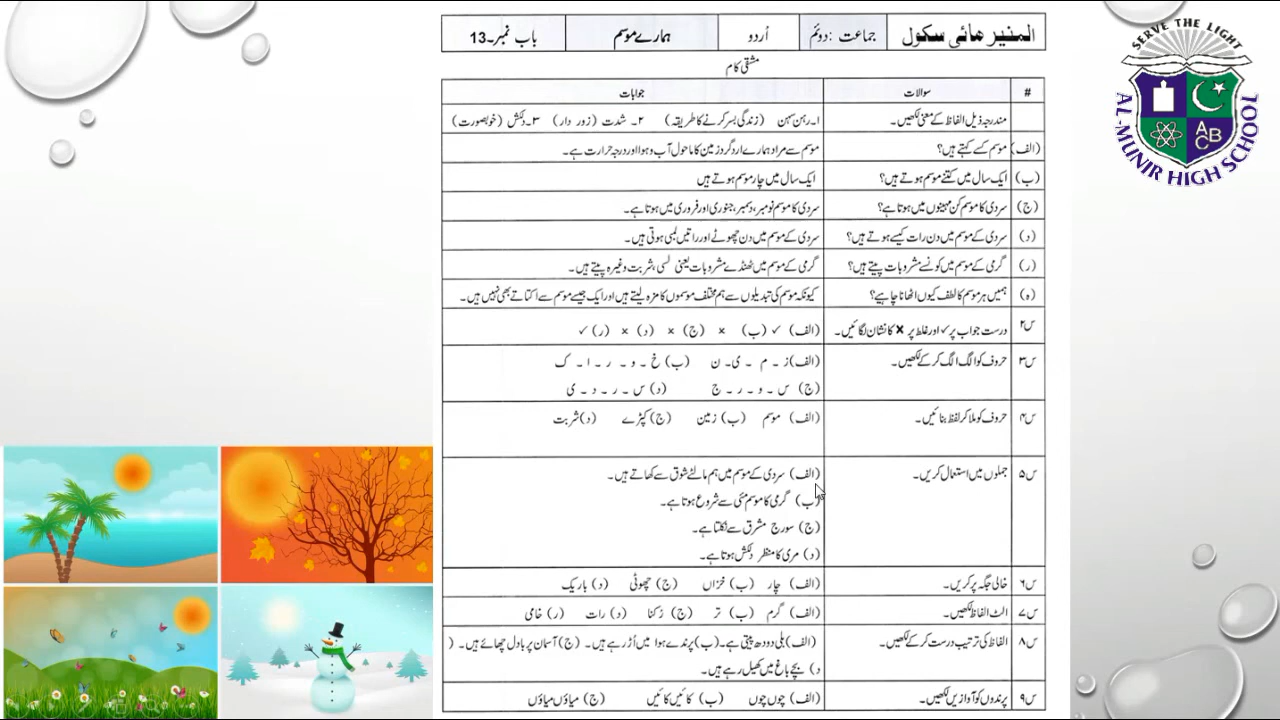 المنیر ہائی سکول جماعت :دوئم اُردو ہمارے موسم باب نمبر۔13
مشقی کام
# سوالات جوابات
مندرجہ ذیل الفاظ کے معنی لکھیں۔ ۱۔رہن سہن (زندگی بسر کرنے کا طریقہ) ۲۔ شدت (زور دار) ۳۔دلکش (خوبصورت)
(الف) موسم کسے کہتے ہیں؟ موسم سے مراد ہمارے ارد گرد زمین کا ماحول آب و ہوا اور درجہ حرارت ہے۔
(ب) ایک سال میں کتنے موسم ہوتے ہیں؟ ایک سال میں چار موسم ہوتے ہیں
(ج) سردی کا موسم کن مہینوں میں ہوتا ہے؟ سردی کا موسم نومبر، دسمبر، جنوری اور فروری میں ہوتا ہے۔
(د) سردی کے موسم میں دن رات کیسے ہوتے ہیں؟ سردی کے موسم میں دن چھوٹے اور راتیں لمبی ہوتی ہیں۔
(ر) گرمی کے موسم میں کونسے مشروبات پیتے ہیں؟ گرمی کے موسم میں ٹھنڈے مشروبات یعنی لسی، شربت وغیرہ پیتے ہیں۔
(ہ) ہمیں ہر موسم کا لطف کیوں اٹھانا چاہیے؟ کیونکہ موسم کی تبدیلوں سے ہم مختلف موسموں کا مزہ لیتے ہیں اور ایک جیسے موسم سے اکتاتے بھی نہیں ہیں۔
س۲ درست جواب پر ✓ اور غلط پر × کا نشان لگائیں۔ (الف) ✓ (ب) × (ج) × (د) × (ر) ✓
س۳ حروف کو الگ الگ کر کے لکھیں۔ (الف) ز ۔ م ۔ ی ۔ ن (ب) خ ۔ و ۔ ر ۔ ا ۔ ک
(ج) س ۔ و ۔ ر ۔ ج (د) س ۔ ر ۔ د ۔ ی
س۴ حروف کو ملا کر لفظ بنائیں۔ (الف) موسم (ب) زمین (ج) کپڑے (د) شربت
س۵ جملوں میں استعمال کریں۔ (الف) سردی کے موسم میں ہم مالٹے شوق سے کھاتے ہیں۔
(ب) گرمی کا موسم مئی سے شروع ہوتا ہے۔
(ج) سورج مشرق سے نکلتا ہے۔
(د) مری کا منظر دلکش ہوتا ہے۔
س۶ خالی جگہ پر کریں۔ (الف) چار (ب) خزاں (ج) چھوٹی (د) باریک
س۷ الٹ الفاظ لکھیں۔ (الف) گرم (ب) تر (ج) رُکنا (د) رات (ر) خامی
س۸ الفاظ کی ترتیب درست کر کے لکھیں۔ (الف) بلی دودھ پیتی ہے۔ (ب) پرندے ہوا میں اُڑ رہے ہیں۔ (ج) آسمان پر بادل چھائے ہیں۔ (
د) بچے باغ میں کھیل رہے ہیں۔
س۹ پرندوں کو آوازیں لکھیں۔ (الف) چوں چوں (ب) کائیں کائیں (ج) میاؤں میاؤں
SERVE THE LIGHT
ABC
AL-MUNIR HIGH SCHOOL